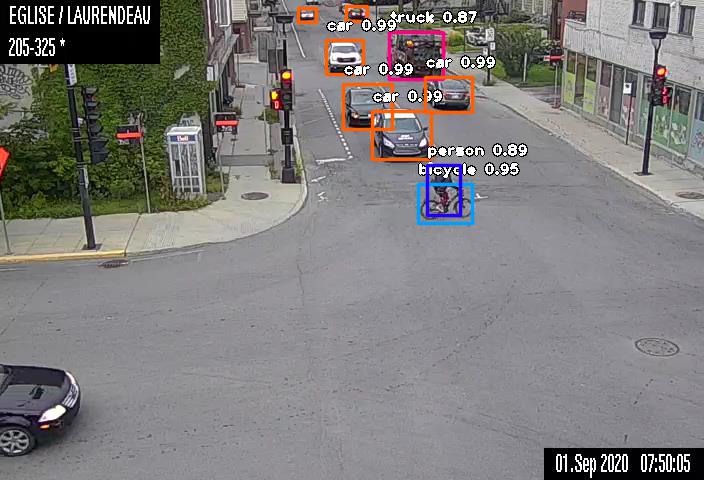 EGLISE / LAURENDEAU
205-325 *
truck 0.87
car 0.99
car 0.99
car 0.99
car 0.99
person 0.89
bicycle 0.95
Bell
01.Sep 2020 07:50:05